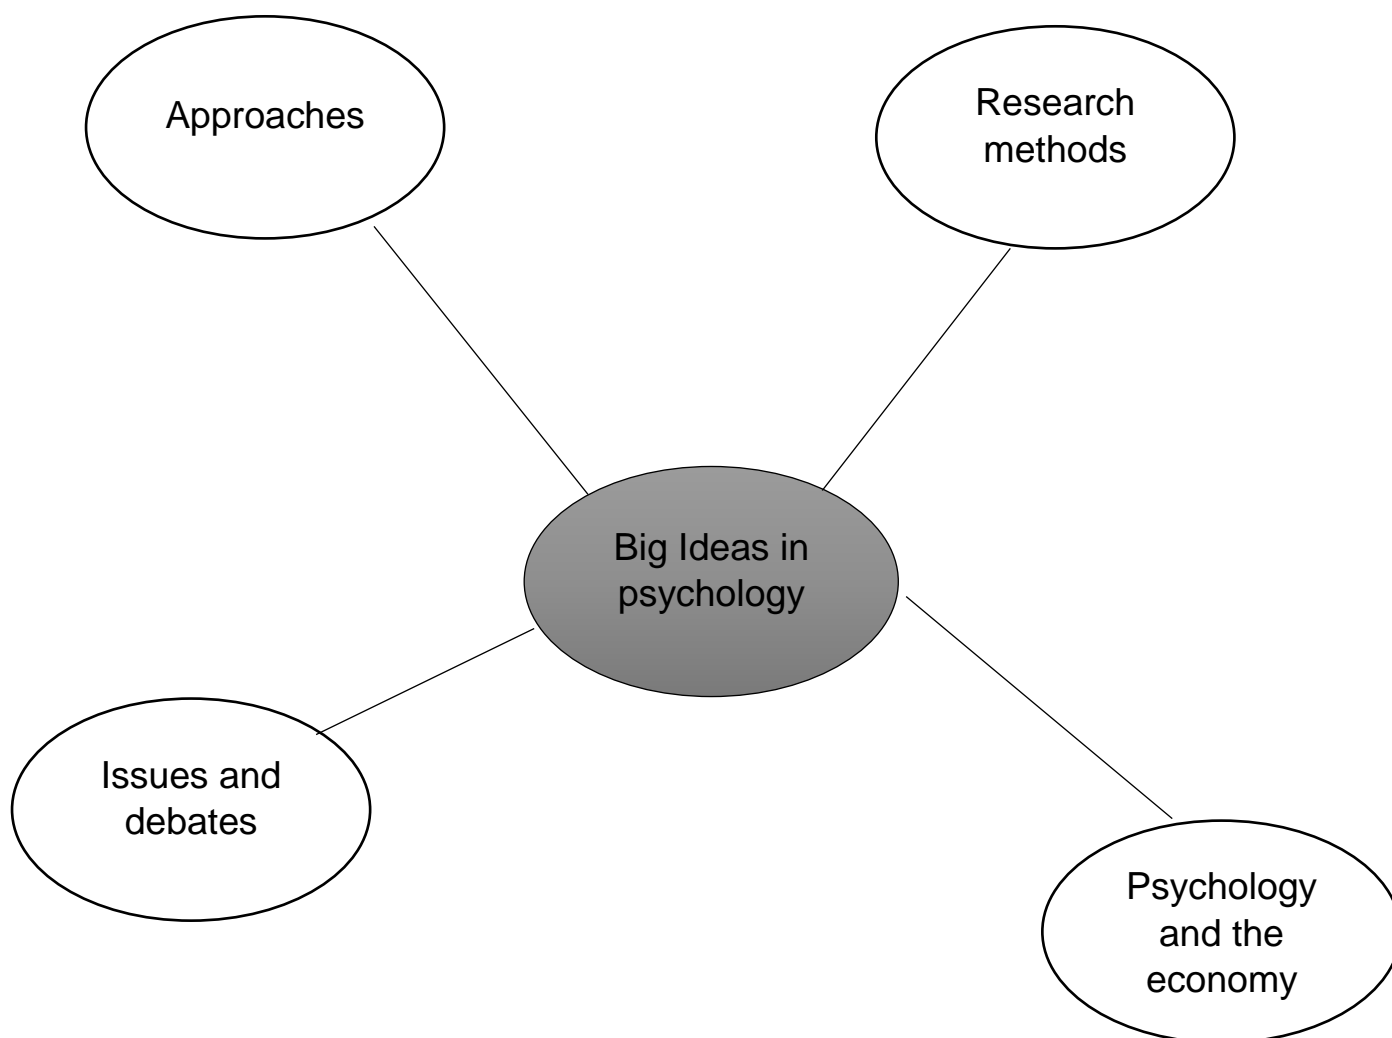 Approaches
Research
methods
Big Ideas in
psychology
Issues and
debates
Psychology
and the
economy